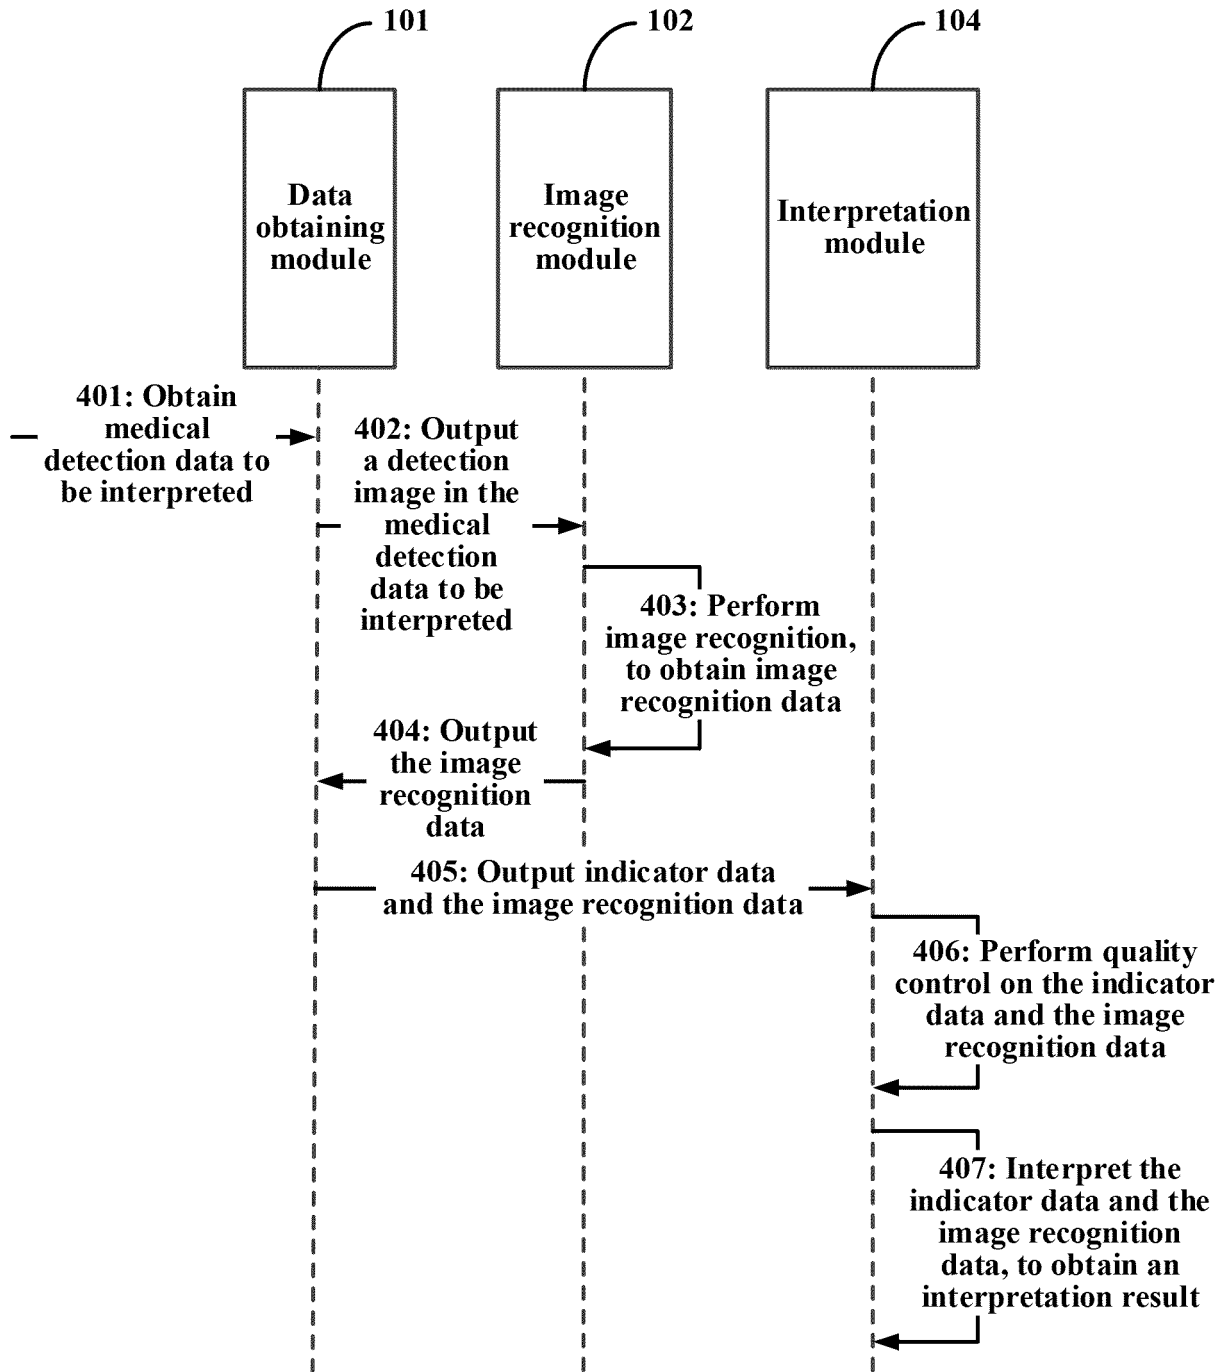 101
102
104
Data
obtaining
module
Image
recognition
module
Interpretation
module
401: Obtain
medical
detection data to
be interpreted
402: Output
a detection
image in the
medical
detection
data to be
interpreted
403: Perform
image recognition,
to obtain image
recognition data
404: Output
the image
recognition
data
405: Output indicator data
and the image recognition data
406: Perform quality
control on the indicator
data and the image
recognition data
407: Interpret the
indicator data and the
image recognition
data, to obtain an
interpretation result